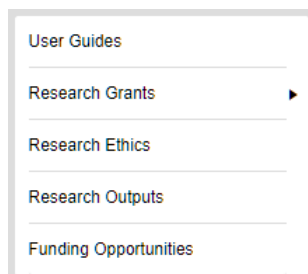 User Guides
Research Grants
Research Ethics
Research Outputs
Funding Opportunities